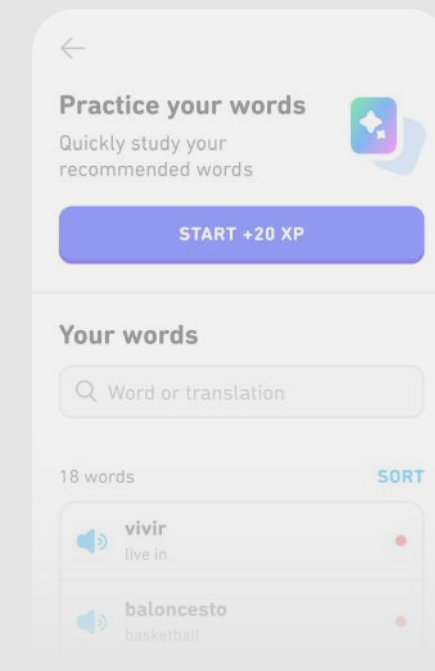 Practice your words
Quickly study your
recommended words
START +20 XP
Your words
Word or translation
18 words
SORT
vivir
live in
baloncesto
basketball